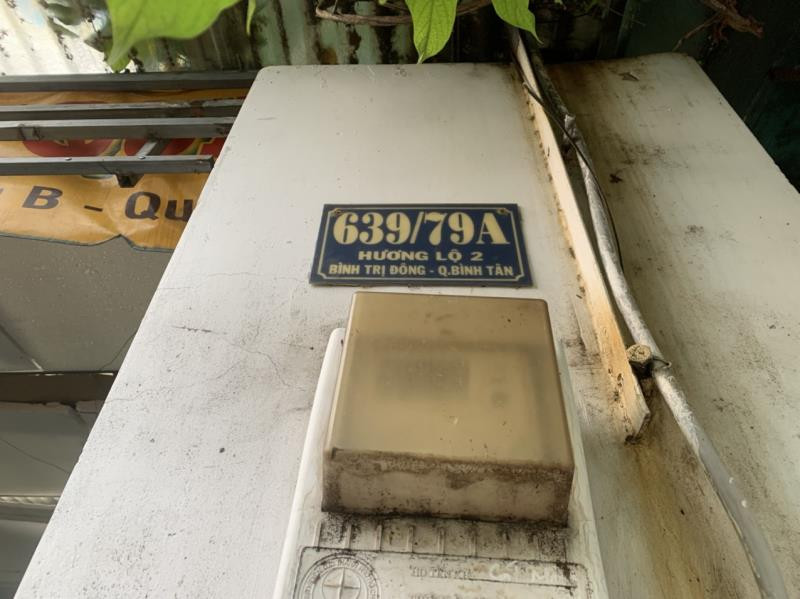 B - Qu
639/79A
HƯƠNG LỘ 2
BÌNH TRỊ ĐÔNG - Q.BÌNH TÂN